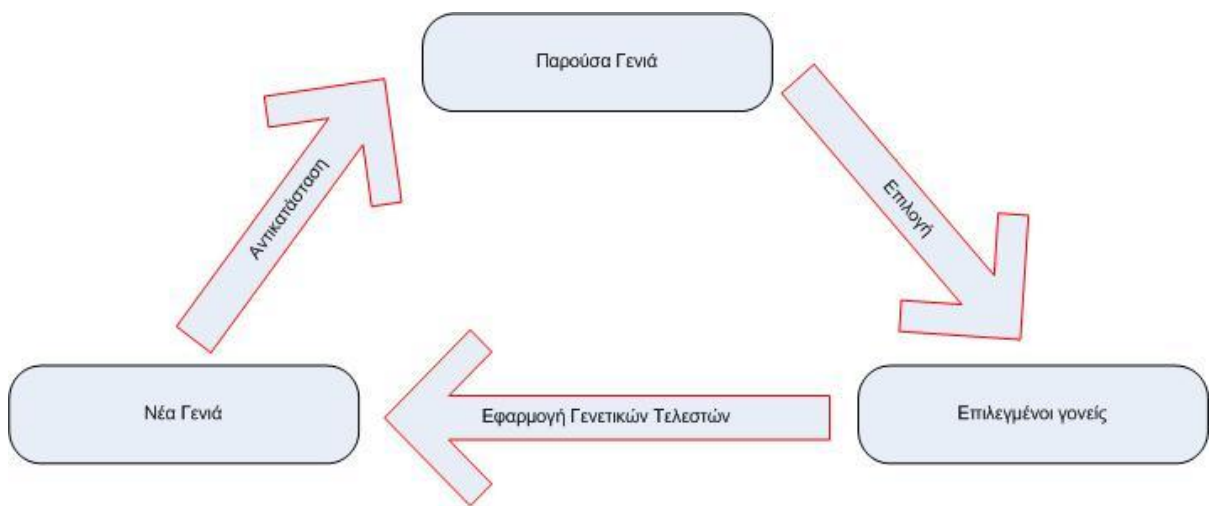 Παρούσα Γενιά
Επιλογή
Αντικατάσταση
Νέα Γενιά
Εφαρμογή Γενετικών Τελεστών
Επιλεγμένοι γονείς